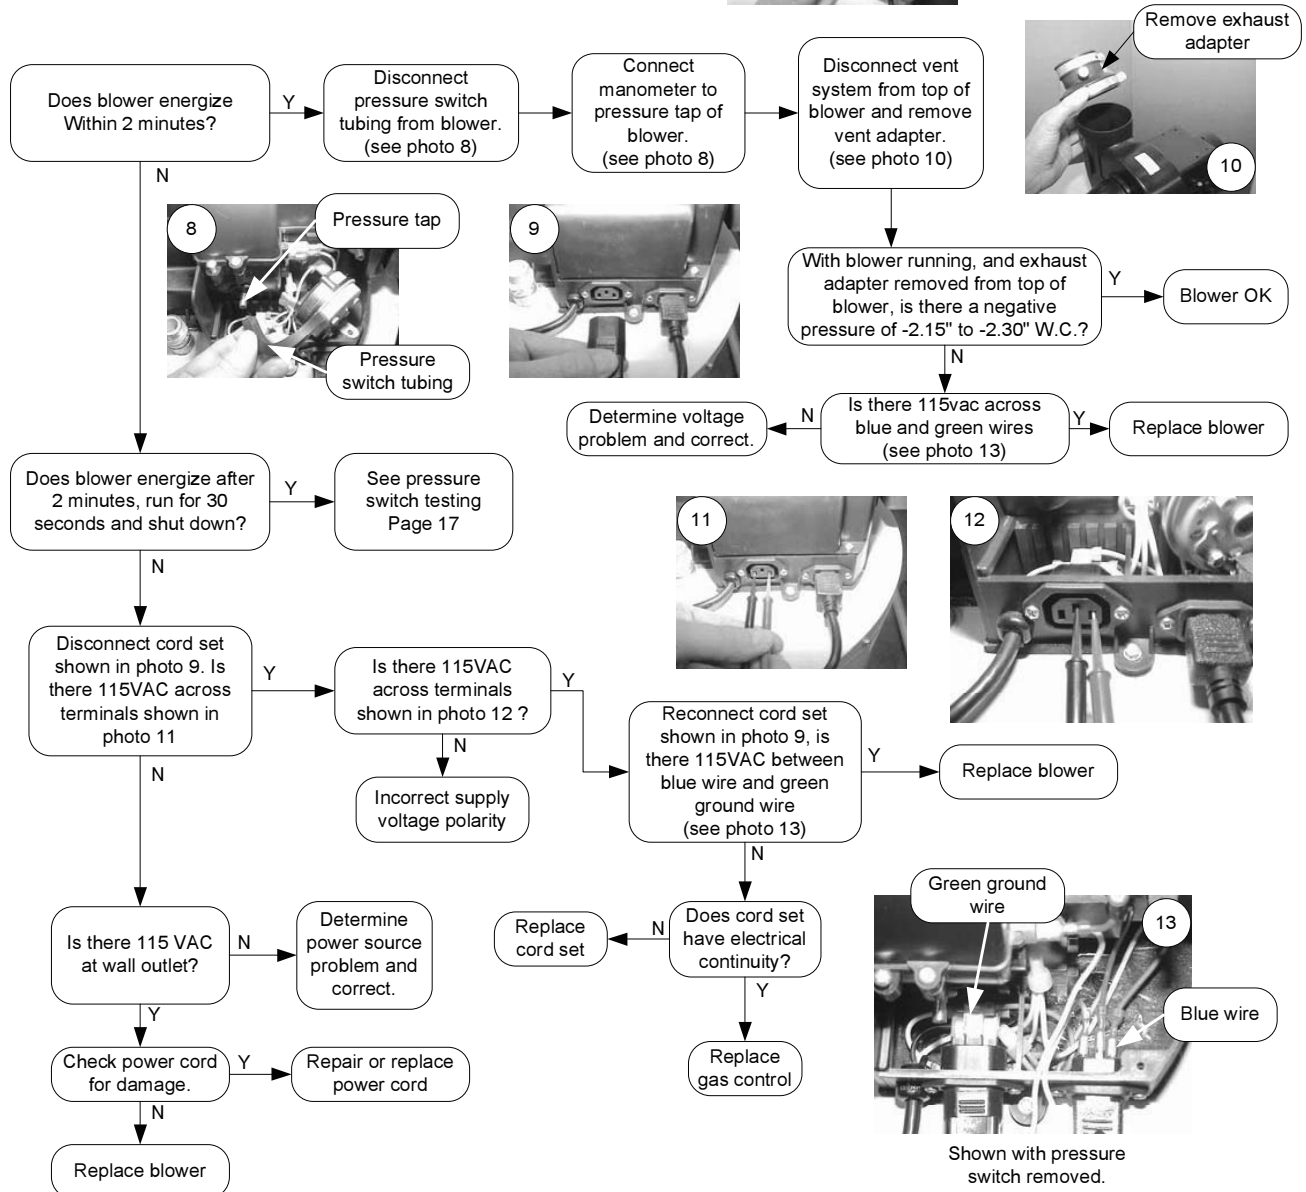 Remove exhaust
adapter
10
Does blower energize
Within 2 minutes?
Y
Disconnect
pressure switch
tubing from blower.
(see photo 8)
Connect
manometer to
pressure tap of
blower.
(see photo 8)
Disconnect vent
system from top of
blower and remove
vent adapter.
(see photo 10)
N
8
Pressure tap
Pressure
switch tubing
9
With blower running, and exhaust
adapter removed from top of
blower, is there a negative
pressure of -2.15" to -2.30" W.C.?
Y
Blower OK
N
Is there 115vac across
blue and green wires
(see photo 13)
N
Determine voltage
problem and correct.
Y
Replace blower
Does blower energize after
2 minutes, run for 30
seconds and shut down?
Y
See pressure
switch testing
Page 17
N
11
12
Disconnect cord set
shown in photo 9. Is
there 115VAC across
terminals shown in
photo 11
Y
Is there 115VAC
across terminals
shown in photo 12 ?
Y
N
Incorrect supply
voltage polarity
Reconnect cord set
shown in photo 9, is
there 115VAC between
blue wire and green
ground wire
(see photo 13)
Y
Replace blower
N
Does cord set
have electrical
continuity?
N
Replace
cord set
Y
Replace
gas control
N
Is there 115 VAC
at wall outlet?
N
Determine
power source
problem and
correct.
Y
Check power cord
for damage.
Y
Repair or replace
power cord
N
Replace blower
Green ground
wire
13
Blue wire
Shown with pressure
switch removed.